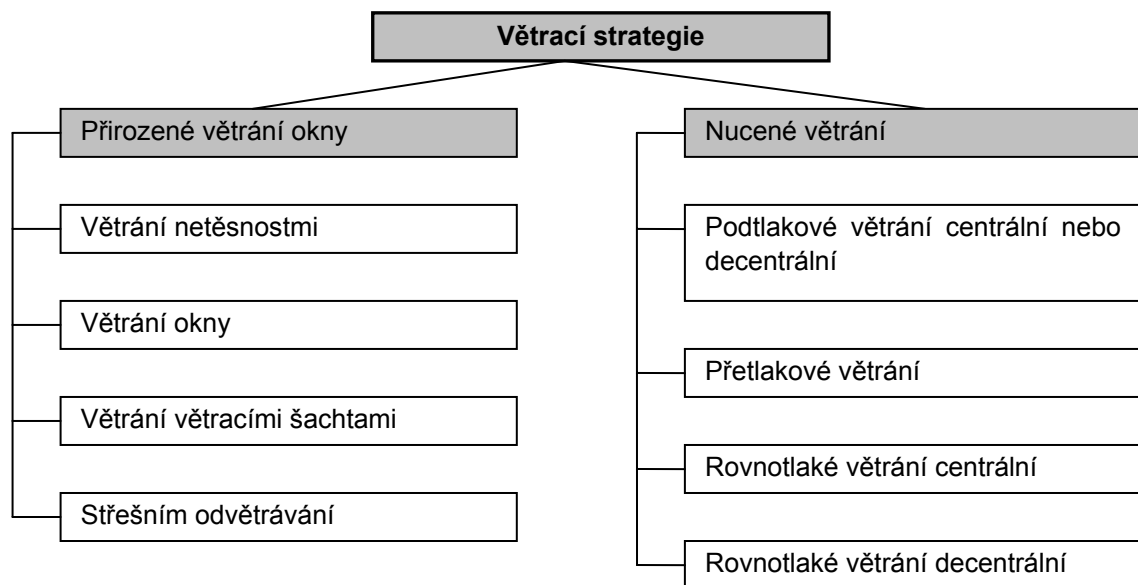 Větrací strategie
Přirozené větrání okny
Větrání netěsnostmi
Větrání okny
Větrání větracími šachtami
Střešním odvětrávání
Nucené větrání
Podtlakové větrání centrální nebo
decentrální
Přetlakové větrání
Rovnotlaké větrání centrální
Rovnotlaké větrání decentrální